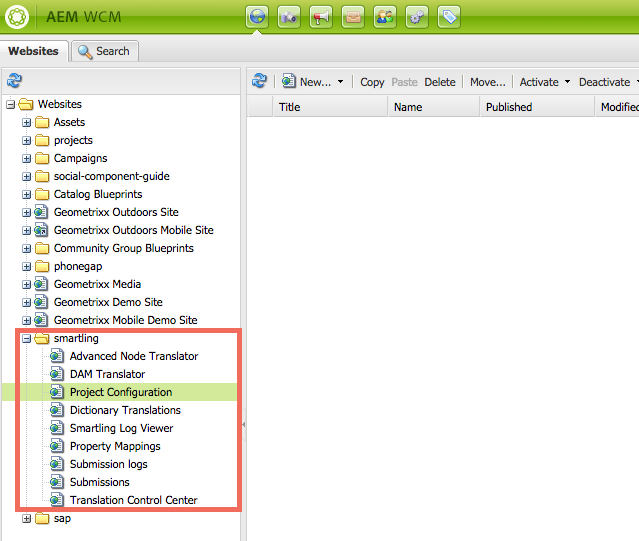 AEM WCM
Websites
Search
New...
Copy
Paste
Delete
Move...
Activate
Deactivate
Title
Name
Published
Modified
Websites
Assets
projects
Campaigns
social-component-guide
Catalog Blueprints
Geometrixx Outdoors Site
Geometrixx Outdoors Mobile Site
Community Group Blueprints
phonegap
Geometrixx Media
Geometrixx Demo Site
Geometrixx Mobile Demo Site
smartling
Advanced Node Translator
DAM Translator
Project Configuration
Dictionary Translations
Smartling Log Viewer
Property Mappings
Submission logs
Submissions
Translation Control Center
sap